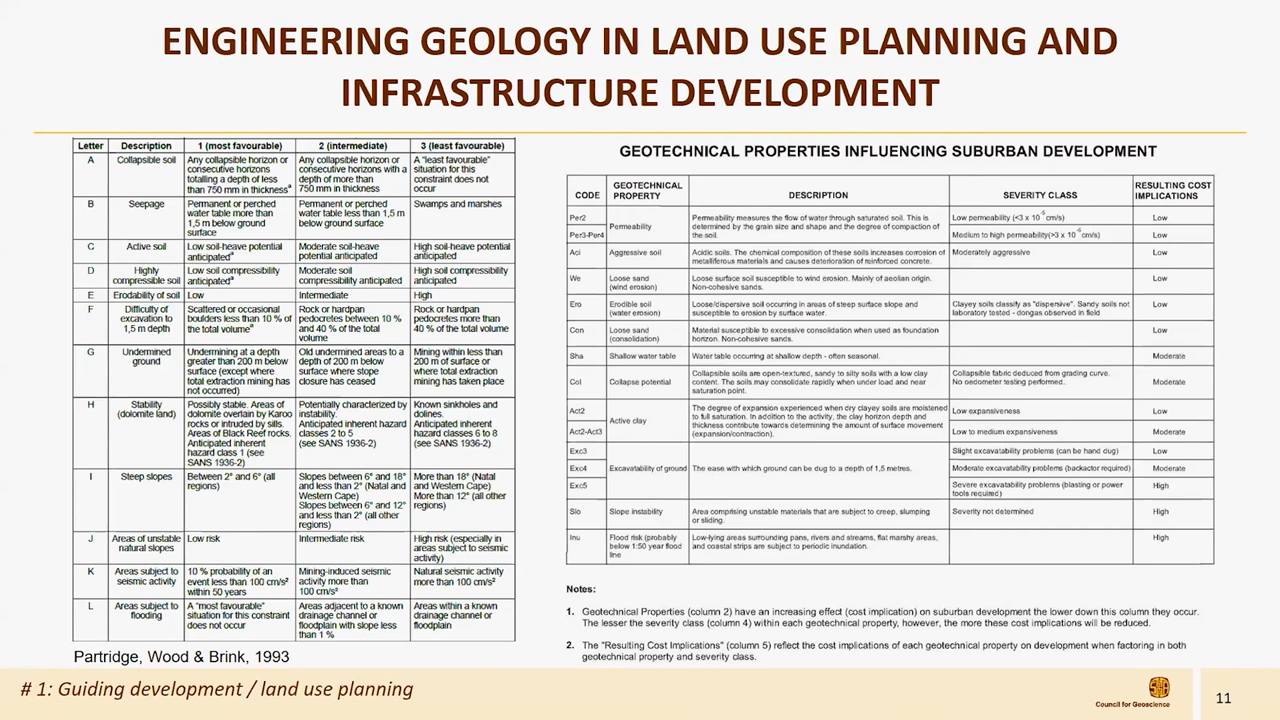 ENGINEERING GEOLOGY IN LAND USE PLANNING AND
INFRASTRUCTURE DEVELOPMENT
Letter Description 1 (most favourable) 2 (intermediate) 3 (least favourable)
A Collapsible soil Any collapsible horizon or consecutive horizons totalling a depth of less than 750 mm in thicknessª Any collapsible horizon or consecutive horizons with a depth of more than 750 mm in thickness A "least favourable" situation for this constraint does not occur
B Seepage Permanent or perched water table more than 1,5 m below ground surface Permanent or perched water table less than 1,5 m below ground surface Swamps and marshes
C Active soil Low soil-heave potential anticipatedª Moderate soil-heave potential anticipated High soil-heave potential anticipated
D Highly compressible soil Low soil compressibility anticipatedª Moderate soil compressibility anticipated High soil compressibility anticipated
E Erodability of soil Low Intermediate High
F Difficulty of excavation to 1,5 m depth Scattered or occasional boulders less than 10 % of the total volumeª Rock or hardpan pedocretes between 10 % and 40 % of the total volume Rock or hardpan pedocretes more than 40 % of the total volume
G Undermined ground Undermining at a depth greater than 200 m below surface (except where total extraction mining has not occurred) Old undermined areas to a depth of 200 m below surface where slope closure has ceased Mining within less than 200 m of surface or where total extraction mining has taken place
H Stability (dolomite land) Possibly stable. Areas of dolomite overlain by Karoo rocks or intruded by sills. Areas of Black Reef rocks. Anticipated inherent hazard class 1 (see SANS 1936-2) Potentially characterized by instability. Anticipated inherent hazard classes 2 to 5 (see SANS 1936-2) Known sinkholes and dolines. Anticipated inherent hazard classes 6 to 8 (see SANS 1936-2)
I Steep slopes Between 2° and 6° (all regions) Slopes between 6° and 18° and less than 2° (Natal and Western Cape) Slopes between 6° and 12° and less than 2° (all other regions) More than 18° (Natal and Western Cape) More than 12° (all other regions)
J Areas of unstable natural slopes Low risk Intermediate risk High risk (especially in areas subject to seismic activity)
K Areas subject to seismic activity 10 % probability of an event less than 100 cm/s² within 50 years Mining-induced seismic activity more than 100 cm/s² Natural seismic activity more than 100 cm/s²
L Areas subject to flooding A "most favourable" situation for this constraint does not occur Areas adjacent to a known drainage channel or floodplain with slope less than 1 % Areas within a known drainage channel or floodplain
Partridge, Wood & Brink, 1993
GEOTECHNICAL PROPERTIES INFLUENCING SUBURBAN DEVELOPMENT
CODE GEOTECHNICAL PROPERTY DESCRIPTION SEVERITY CLASS RESULTING COST IMPLICATIONS
Per2 Permeability Permeability measures the flow of water through saturated soil. This is determined by the grain size and shape and the degree of compaction of the soil. Low permeability (<3 x 10⁻⁵ cm/s) Low
Per3-Per4 Medium to high permeability(>3 x 10⁻⁶ cm/s) Low
Aci Aggressive soil Acidic soils. The chemical composition of these soils increases corrosion of metalliferous materials and causes deterioration of reinforced concrete. Moderately aggressive Low
We Loose sand (wind erosion) Loose surface soil susceptible to wind erosion. Mainly of aeolian origin. Non-cohesive sands. Low
Ero Erodible soil (water erosion) Loose/dispersive soil occurring in areas of steep surface slope and susceptible to erosion by surface water. Clayey soils classify as "dispersive". Sandy soils not laboratory tested - dongas observed in field Low
Con Loose sand (consolidation) Material susceptible to excessive consolidation when used as foundation horizon. Non-cohesive sands. Low
Sha Shallow water table Water table occurring at shallow depth - often seasonal. Moderate
Col Collapse potential Collapsible soils are open-textured, sandy to silty soils with a low clay content. The soils may consolidate rapidly when under load and near saturation point. Collapsible fabric deduced from grading curve. No oedometer testing performed. Moderate
Act2 Active clay The degree of expansion experienced when dry clayey soils are moistened to full saturation. In addition to the activity, the clay horizon depth and thickness contribute towards determining the amount of surface movement (expansion/contraction). Low expansiveness Low
Act2-Act3 Low to medium expansiveness Moderate
Exc3 Excavatability of ground The ease with which ground can be dug to a depth of 1,5 metres. Slight excavatability problems (can be hand dug) Low
Exc4 Moderate excavatability problems (backactor required) Moderate
Exc5 Severe excavatability problems (blasting or power tools required) High
Slo Slope instability Area comprising unstable materials that are subject to creep, slumping or sliding. Severity not determined High
Inu Flood risk (probably below 1:50 year flood line Low-lying areas surrounding pans, rivers and streams, flat marshy areas, and coastal strips are subject to periodic inundation. High
Notes:
1. Geotechnical Properties (column 2) have an increasing effect (cost implication) on suburban development the lower down this column they occur.
The lesser the severity class (column 4) within each geotechnical property, however, the more these cost implications will be reduced.
2. The "Resulting Cost Implications" (column 5) reflect the cost implications of each geotechnical property on development when factoring in both
geotechnical property and severity class.
# 1: Guiding development / land use planning
Council for Geoscience
11